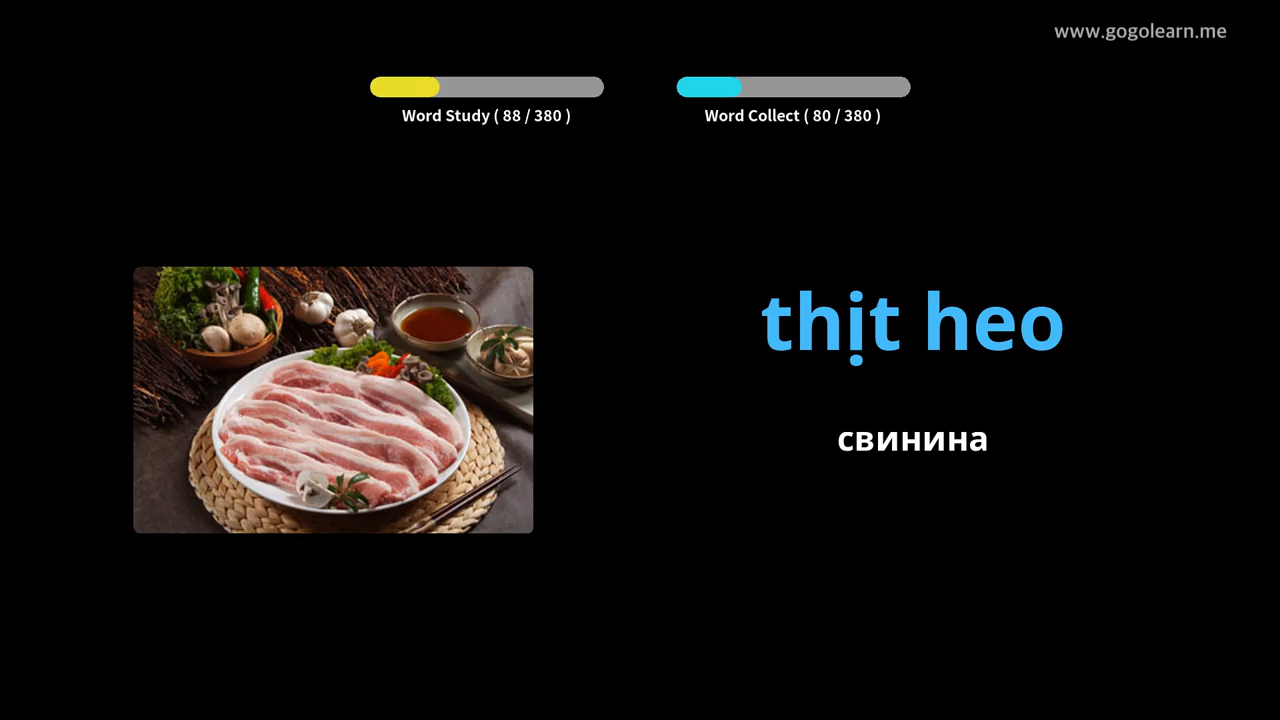 www.gogolearn.me
Word Study ( 88 / 380 )
Word Collect ( 80 / 380 )
thịt heo
свинина